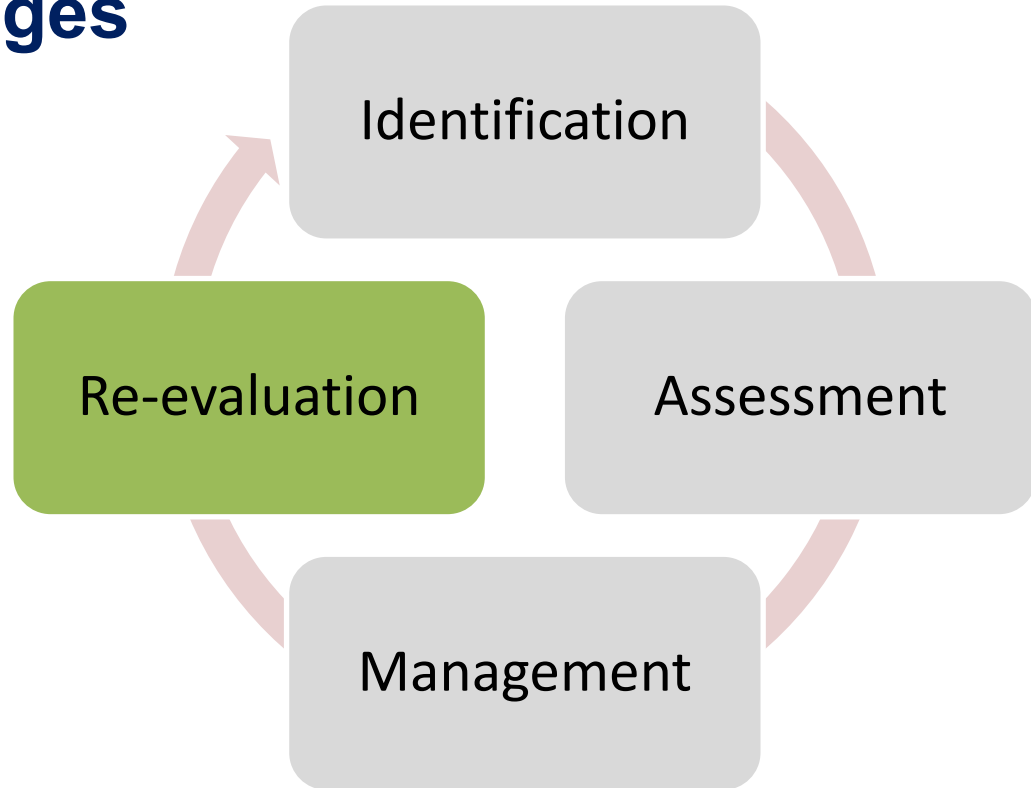 ges
Identification
Re-evaluation
Assessment
Management